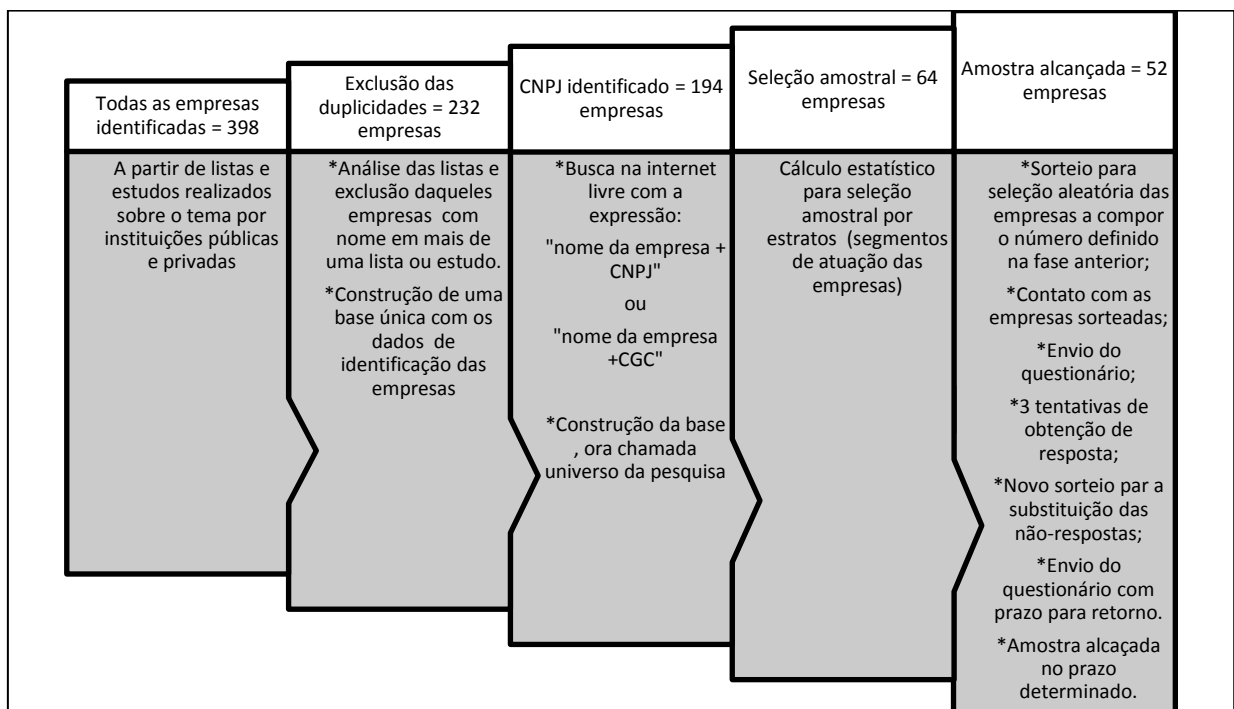 Todas as empresas
identificadas = 398
A partir de listas e
estudos realizados
sobre o tema por
instituições públicas
e privadas
Exclusão das
duplicidades = 232
empresas
*Análise das listas e
exclusão daqueles
empresas com
nome em mais de
uma lista ou estudo.
*Construção de uma
base única com os
dados de
identificação das
empresas
CNPJ identificado = 194
empresas
*Busca na internet
livre com a
expressão:
"nome da empresa +
CNPJ"
ou
"nome da empresa
+CGC"
*Construção da base
, ora chamada
universo da pesquisa
Seleção amostral = 64
empresas
Cálculo estatístico
para seleção
amostral por
estratos (segmentos
de atuação das
empresas)
Amostra alcançada = 52
empresas
*Sorteio para
seleção aleatória das
empresas a compor
o número definido
na fase anterior;
*Contato com as
empresas sorteadas;
*Envio do
questionário;
*3 tentativas de
obtenção de
resposta;
*Novo sorteio par a
substituição das
não-respostas;
*Envio do
questionário com
prazo para retorno.
*Amostra alcaçada
no prazo
determinado.